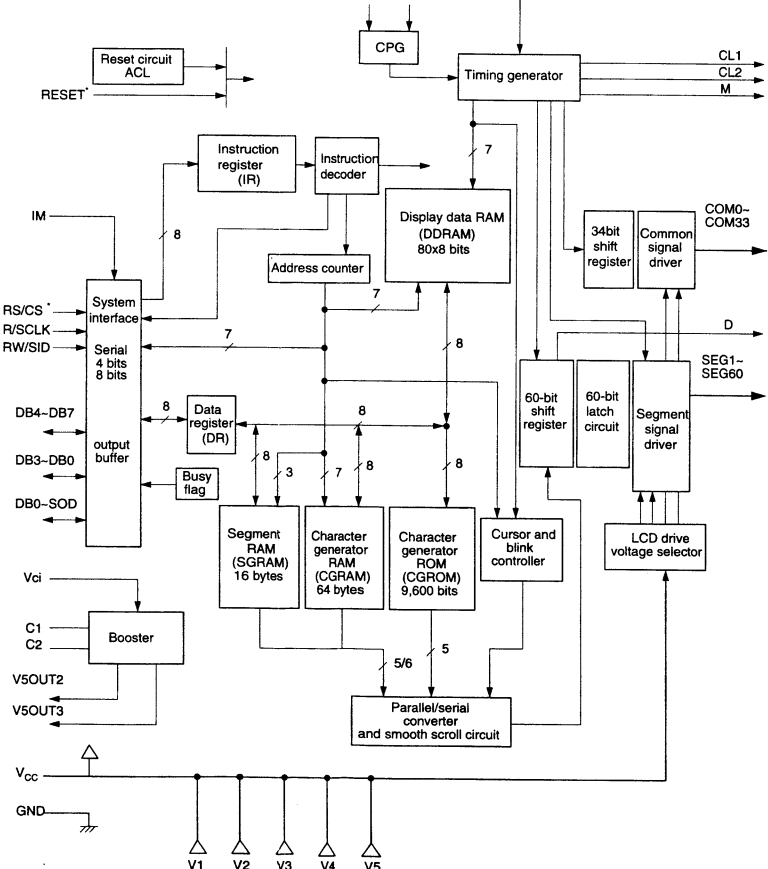 CPG
Reset circuit
ACL
RESET*
Timing generator
CL1
CL2
M
7
Instruction
register
(IR)
Instruction
decoder
8
IM
Display data RAM
(DDRAM)
80x8 bits
34bit
shift
register
Common
signal
driver
COM0~
COM33
Address counter
7
System
interface
Serial
4 bits
8 bits
output
buffer
RS/CS*
R/SCLK
RW/SID
7
8
D
SEG1~
SEG60
60-bit
shift
register
60-bit
latch
circuit
Segment
signal
driver
DB4~DB7
8
Data
register
(DR)
8
DB3~DB0
8
3
7
8
8
Busy
flag
DB0~SOD
Segment
RAM
(SGRAM)
16 bytes
Character
generator
RAM
(CGRAM)
64 bytes
Character
generator
ROM
(CGROM)
9,600 bits
Cursor and
blink
controller
LCD drive
voltage selector
Vci
C1
C2
Booster
V5OUT2
V5OUT3
5/6
5
Parallel/serial
converter
and smooth scroll circuit
VCC
GND
V1 V2 V3 V4 V5